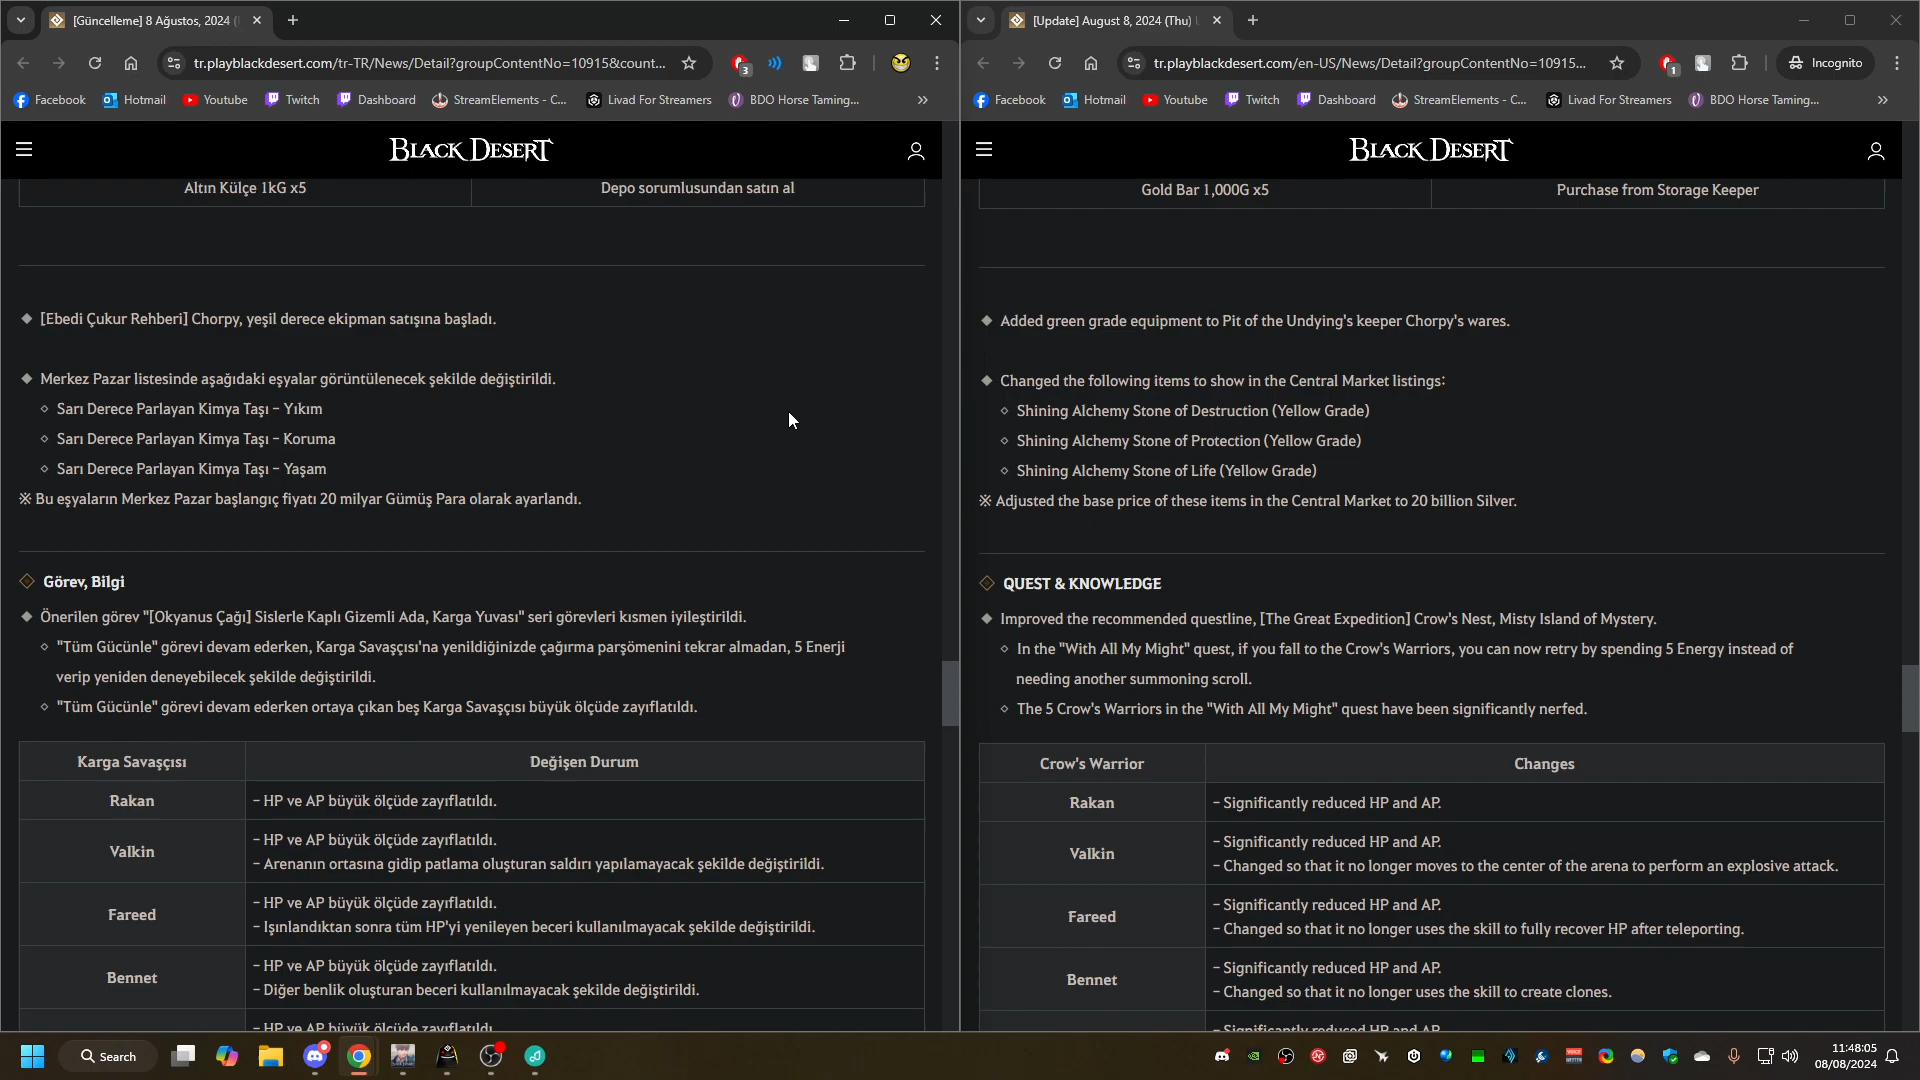 [Güncelleme] 8 Ağustos, 2024 (
tr.playblackdesert.com/tr-TR/News/Detail?groupContentNo=10915&count...
3
Facebook
Hotmail
Youtube
Twitch
Dashboard
StreamElements - C...
Livad For Streamers
BDO Horse Taming...
»
BLACK DESERT
Altın Külçe 1kG x5
Depo sorumlusundan satın al
◆ [Ebedi Çukur Rehberi] Chorpy, yeşil derece ekipman satışına başladı.
◆ Merkez Pazar listesinde aşağıdaki eşyalar görüntülenecek şekilde değiştirildi.
◇ Sarı Derece Parlayan Kimya Taşı - Yıkım
◇ Sarı Derece Parlayan Kimya Taşı - Koruma
◇ Sarı Derece Parlayan Kimya Taşı - Yaşam
※ Bu eşyaların Merkez Pazar başlangıç fiyatı 20 milyar Gümüş Para olarak ayarlandı.
◇ Görev, Bilgi
◆ Önerilen görev "[Okyanus Çağı] Sislerle Kaplı Gizemli Ada, Karga Yuvası" seri görevleri kısmen iyileştirildi.
◇ "Tüm Gücünle" görevi devam ederken, Karga Savaşçısı'na yenildiğinizde çağırma parşömenini tekrar almadan, 5 Enerji
verip yeniden deneyebilecek şekilde değiştirildi.
◇ "Tüm Gücünle" görevi devam ederken ortaya çıkan beş Karga Savaşçısı büyük ölçüde zayıflatıldı.
Karga Savaşçısı
Değişen Durum
Rakan
- HP ve AP büyük ölçüde zayıflatıldı.
Valkin
- HP ve AP büyük ölçüde zayıflatıldı.
- Arenanın ortasına gidip patlama oluşturan saldırı yapılamayacak şekilde değiştirildi.
Fareed
- HP ve AP büyük ölçüde zayıflatıldı.
- Işınlandıktan sonra tüm HP'yi yenileyen beceri kullanılmayacak şekilde değiştirildi.
Bennet
- HP ve AP büyük ölçüde zayıflatıldı.
- Diğer benlik oluşturan beceri kullanılmayacak şekilde değiştirildi.
- HP ve AP büyük ölçüde zayıflatıldı.
[Update] August 8, 2024 (Thu)
tr.playblackdesert.com/en-US/News/Detail?groupContentNo=10915...
1
Incognito
Facebook
Hotmail
Youtube
Twitch
Dashboard
StreamElements - C...
Livad For Streamers
BDO Horse Taming...
»
BLACK DESERT
Gold Bar 1,000G x5
Purchase from Storage Keeper
◆ Added green grade equipment to Pit of the Undying's keeper Chorpy's wares.
◆ Changed the following items to show in the Central Market listings:
◇ Shining Alchemy Stone of Destruction (Yellow Grade)
◇ Shining Alchemy Stone of Protection (Yellow Grade)
◇ Shining Alchemy Stone of Life (Yellow Grade)
※ Adjusted the base price of these items in the Central Market to 20 billion Silver.
◇ QUEST & KNOWLEDGE
◆ Improved the recommended questline, [The Great Expedition] Crow's Nest, Misty Island of Mystery.
◇ In the "With All My Might" quest, if you fall to the Crow's Warriors, you can now retry by spending 5 Energy instead of
needing another summoning scroll.
◇ The 5 Crow's Warriors in the "With All My Might" quest have been significantly nerfed.
Crow's Warrior
Changes
Rakan
- Significantly reduced HP and AP.
Valkin
- Significantly reduced HP and AP.
- Changed so that it no longer moves to the center of the arena to perform an explosive attack.
Fareed
- Significantly reduced HP and AP.
- Changed so that it no longer uses the skill to fully recover HP after teleporting.
Bennet
- Significantly reduced HP and AP.
- Changed so that it no longer uses the skill to create clones.
- Significantly reduced HP and AP.
Search
11:48:05
08/08/2024